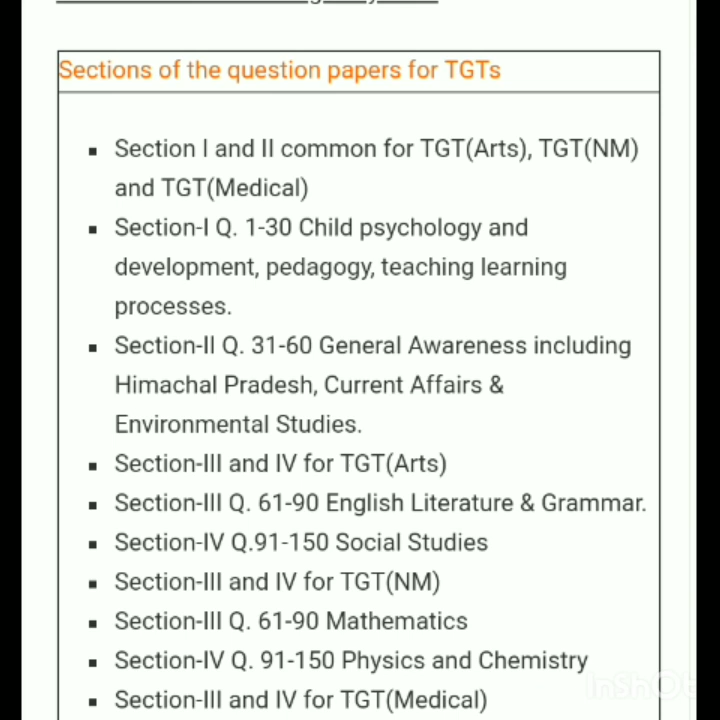 Sections of the question papers for TGTs
▪ Section I and II common for TGT(Arts), TGT(NM)
and TGT(Medical)
▪ Section-I Q. 1-30 Child psychology and
development, pedagogy, teaching learning
processes.
▪ Section-II Q. 31-60 General Awareness including
Himachal Pradesh, Current Affairs &
Environmental Studies.
▪ Section-III and IV for TGT(Arts)
▪ Section-III Q. 61-90 English Literature & Grammar.
▪ Section-IV Q.91-150 Social Studies
▪ Section-III and IV for TGT(NM)
▪ Section-III Q. 61-90 Mathematics
▪ Section-IV Q. 91-150 Physics and Chemistry
▪ Section-III and IV for TGT(Medical)